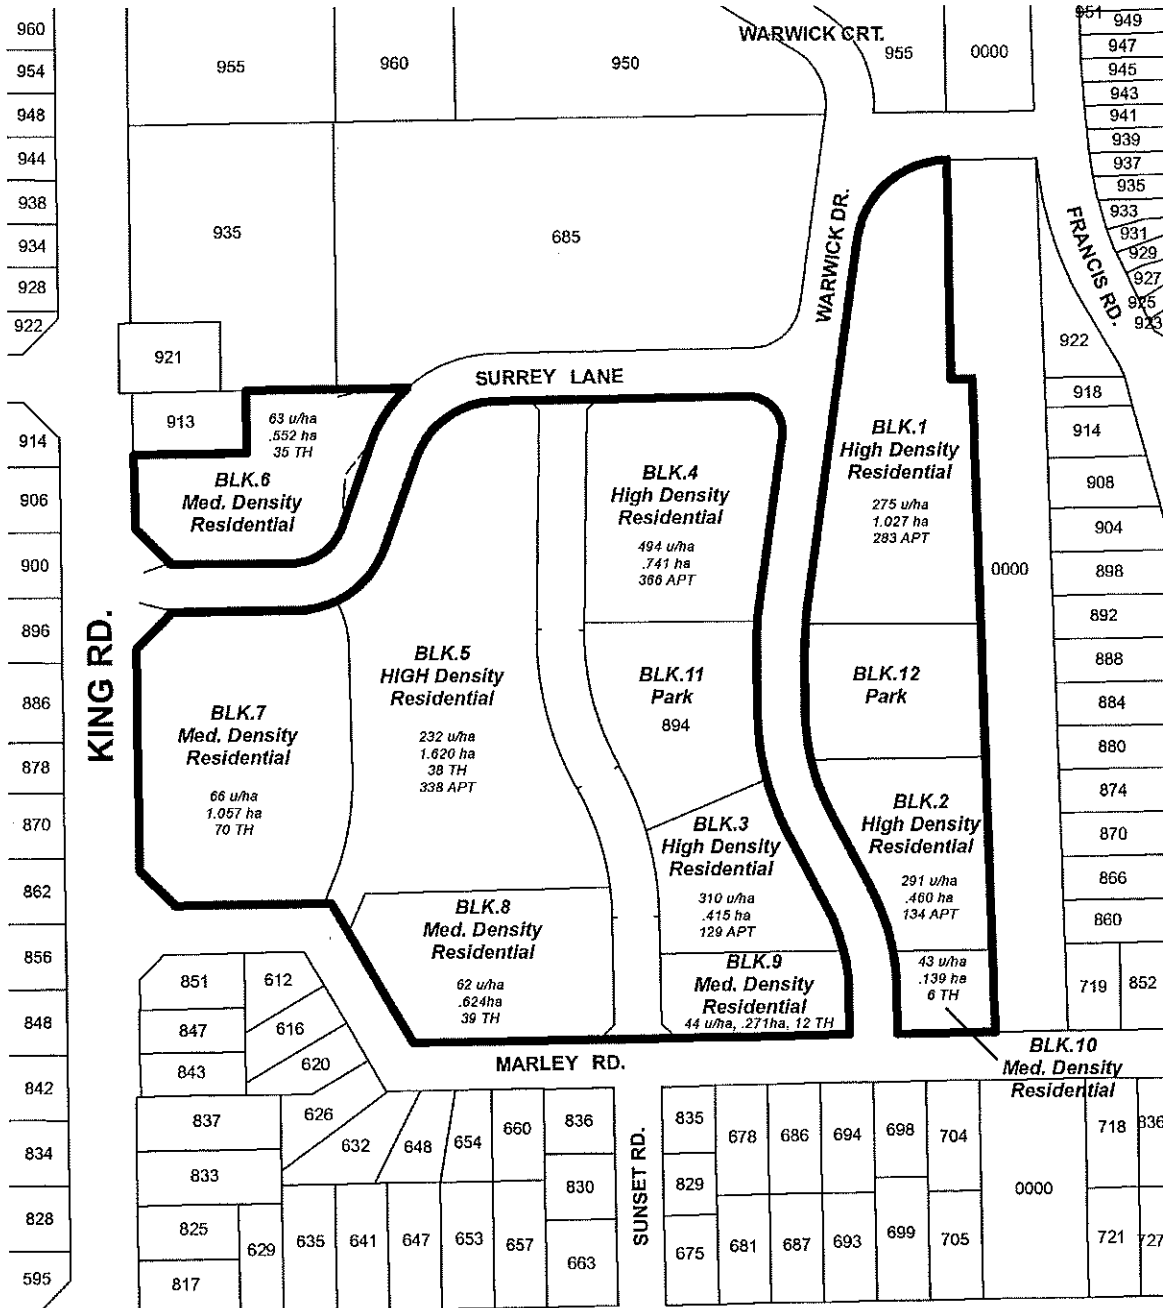 960
954
948
944
938
934
928
922
914
906
900
896
886
878
870
862
856
848
842
834
828
595
KING RD.
955
960
950
WARWICK CRT.
955
0000
951
949
947
945
943
941
939
937
935
933
931
929
927
925
923
FRANCIS RD.
935
685
WARWICK DR.
921
913
SURREY LANE
63 u/ha
.552 ha
35 TH
BLK.6
Med. Density
Residential
BLK.4
High Density
Residential
494 u/ha
.741 ha
366 APT
BLK.1
High Density
Residential
275 u/ha
1.027 ha
283 APT
0000
922
918
914
908
904
898
892
888
884
880
874
870
866
860
719
852
BLK.5
HIGH Density
Residential
232 u/ha
1.620 ha
38 TH
338 APT
BLK.11
Park
894
BLK.12
Park
BLK.7
Med. Density
Residential
66 u/ha
1.057 ha
70 TH
BLK.3
High Density
Residential
310 u/ha
.415 ha
129 APT
BLK.2
High Density
Residential
291 u/ha
.460 ha
134 APT
BLK.8
Med. Density
Residential
62 u/ha
.624ha
39 TH
BLK.9
Med. Density
Residential
44 u/ha, .271ha, 12 TH
43 u/ha
.139 ha
6 TH
BLK.10
Med. Density
Residential
MARLEY RD.
851
612
847
616
843
620
837
626
632
648
654
660
836
833
830
825
629
635
641
647
653
657
663
817
SUNSET RD.
835
678
686
694
698
704
829
675
681
687
693
699
705
0000
718
836
721
727